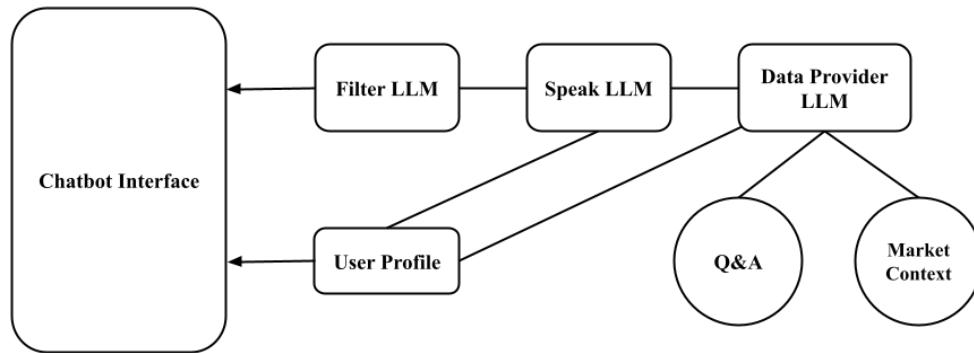 Chatbot Interface
Filter LLM
Speak LLM
Data Provider
LLM
User Profile
Q&A
Market
Context